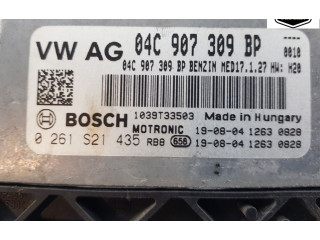 VW AG 04C 907 309 BP
0010
04C 907 309 BP BENZIN MED17.1.27 HW: H20
BOSCH 1039T33503 Made in Hungary
MOTRONIC 19-08-04 1263 0828
0 261 S21 435 RB8 656 19-08-04 1263 0828